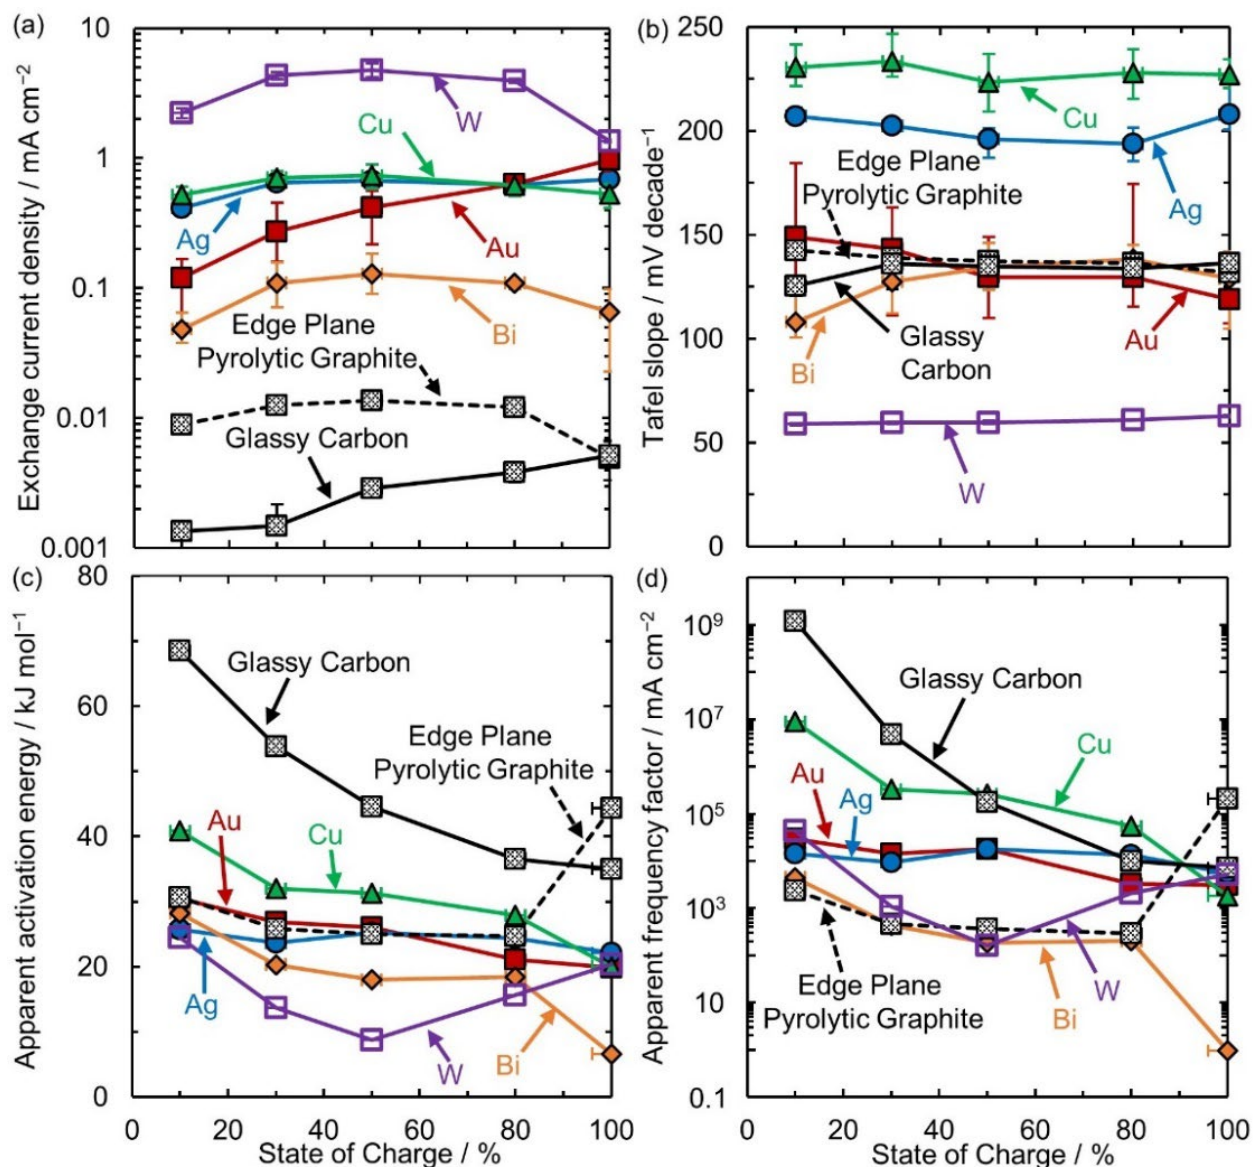 (a)
Exchange current density / mA cm⁻²
10
1
0.1
0.01
0.001
W
Cu
Ag
Au
Bi
Edge Plane
Pyrolytic Graphite
Glassy Carbon
(b)
Tafel slope / mV decade⁻¹
250
200
150
100
50
0
Cu
Edge Plane
Pyrolytic Graphite
Ag
Au
Glassy
Carbon
Bi
W
(c)
Apparent activation energy / kJ mol⁻¹
80
60
40
20
0
Glassy Carbon
Edge Plane
Pyrolytic Graphite
Au
Cu
Ag
W
Bi
0 20 40 60 80 100
State of Charge / %
(d)
Apparent frequency factor / mA cm⁻²
10⁹
10⁷
10⁵
10³
10
0.1
Glassy Carbon
Cu
Au
Ag
W
Edge Plane
Pyrolytic Graphite
Bi
0 20 40 60 80 100
State of Charge / %